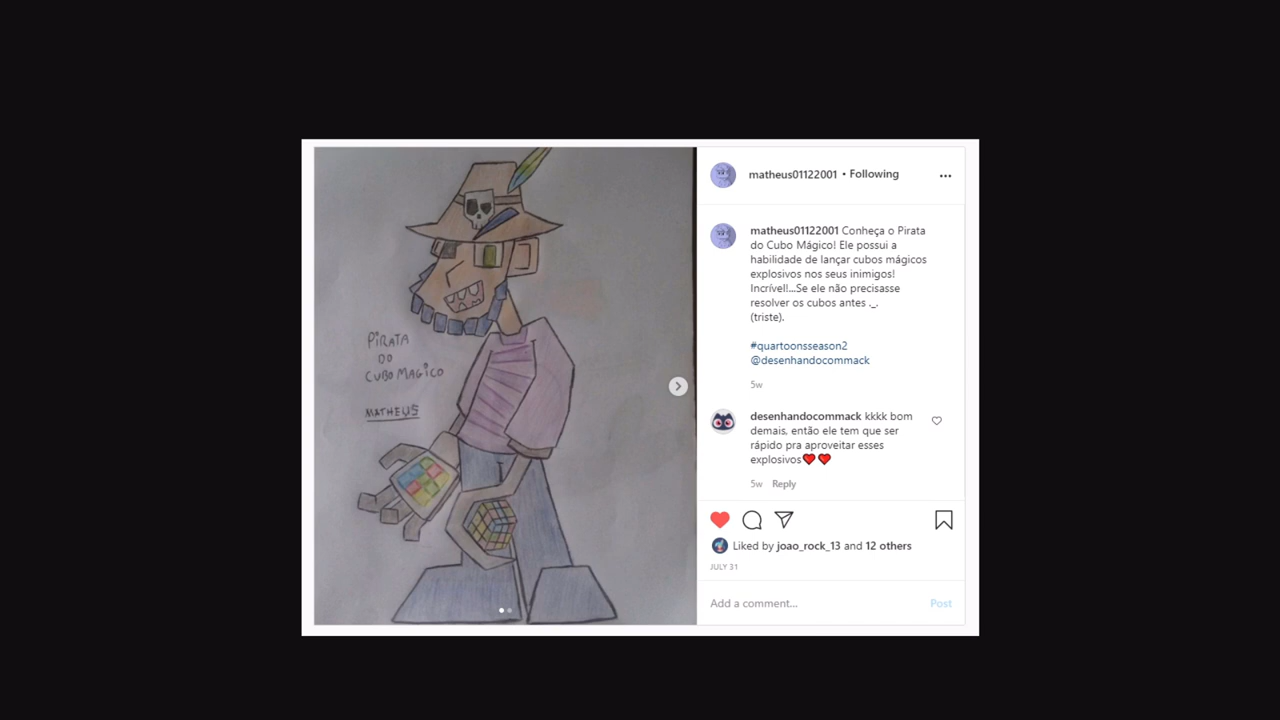 PiRATA
DO
CUBO MAGiCO
MATHEUS
matheus01122001 • Following
matheus01122001 Conheça o Pirata
do Cubo Mágico! Ele possui a
habilidade de lançar cubos mágicos
explosivos nos seus inimigos!
Incrível!...Se ele não precisasse
resolver os cubos antes ._.
(triste).
#quartoonsseason2
@desenhandocommack
5w
desenhandocommack kkkk bom
demais, então ele tem que ser
rápido pra aproveitar esses
explosivos❤️❤️
5w Reply
Liked by joao_rock_13 and 12 others
JULY 31
Add a comment... Post